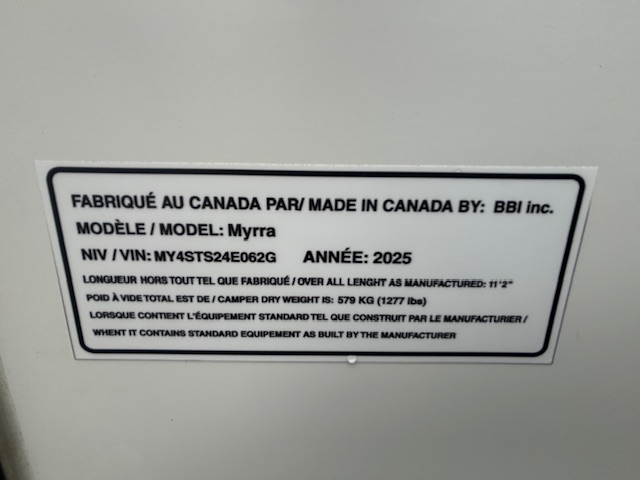 FABRIQUÉ AU CANADA PAR/ MADE IN CANADA BY: BBI inc.
MODÈLE / MODEL: Myrra
NIV / VIN: MY4STS24E062G ANNÉE: 2025
LONGUEUR HORS TOUT TEL QUE FABRIQUÉ / OVER ALL LENGHT AS MANUFACTURED: 11'2"
POID À VIDE TOTAL EST DE / CAMPER DRY WEIGHT IS: 579 KG (1277 lbs)
LORSQUE CONTIENT L'ÉQUIPEMENT STANDARD TEL QUE CONSTRUIT PAR LE MANUFACTURIER /
WHENT IT CONTAINS STANDARD EQUIPEMENT AS BUILT BY THE MANUFACTURER